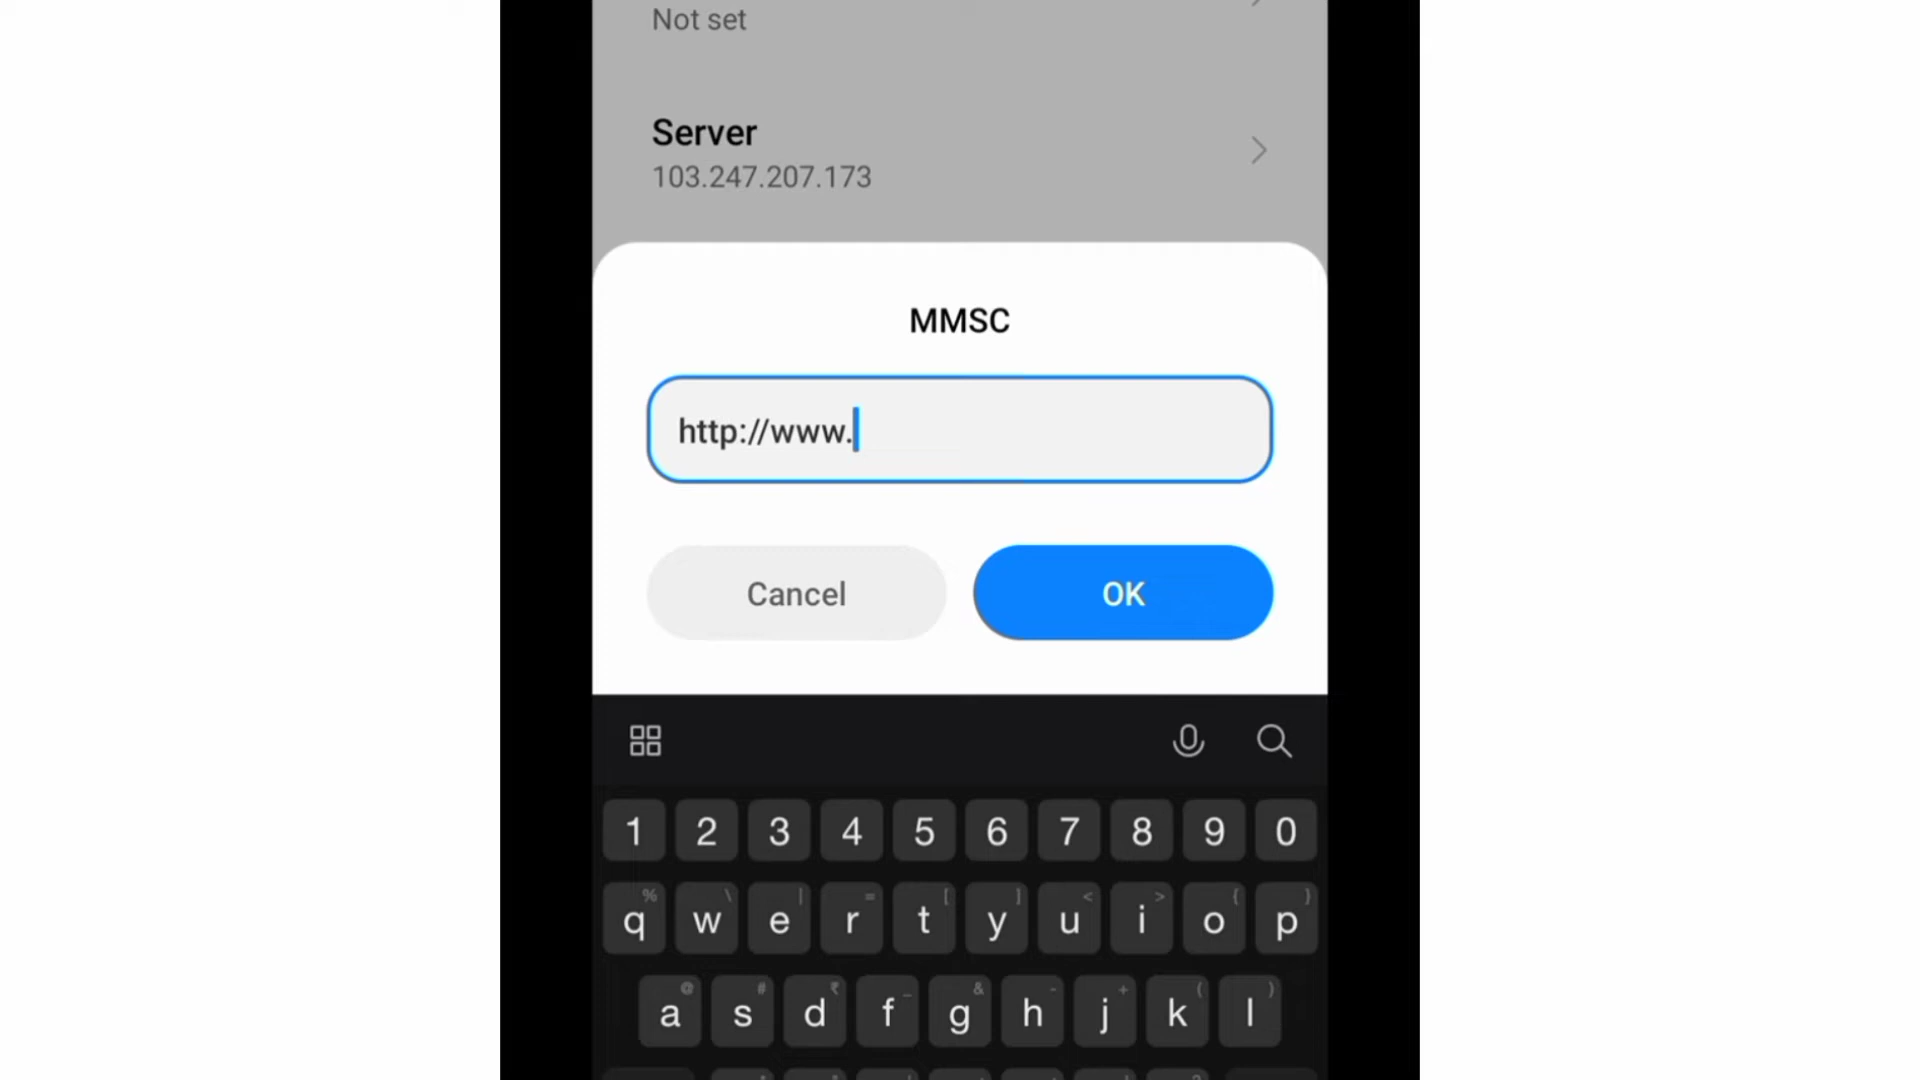 Not set
Server
103.247.207.173
MMSC
http://www.
Cancel OK
1 2 3 4 5 6 7 8 9 0
% \ | = [ ] < > { }
q w e r t y u i o p
@ # ₹ _ & - + ( )
a s d f g h j k l